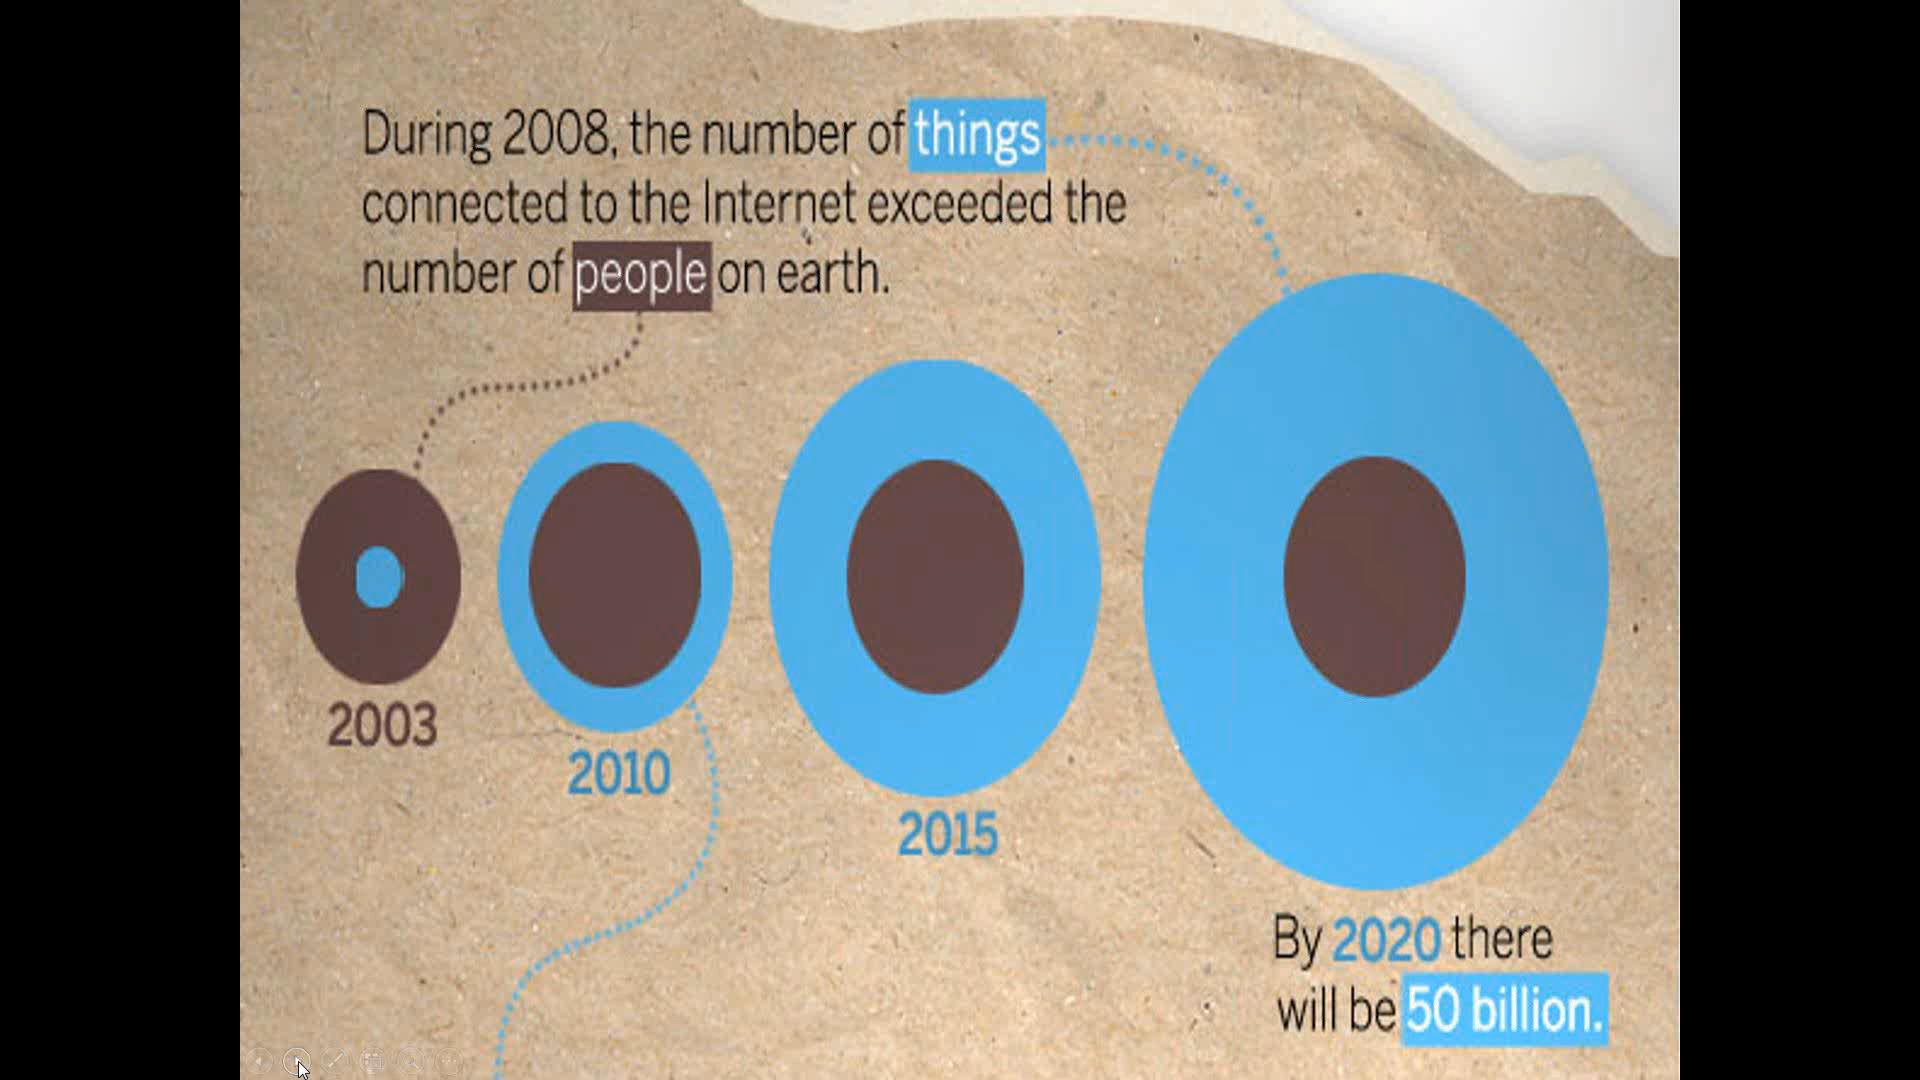 During 2008, the number of things
connected to the Internet exceeded the
number of people on earth.
2003
2010
2015
By 2020 there
will be 50 billion.